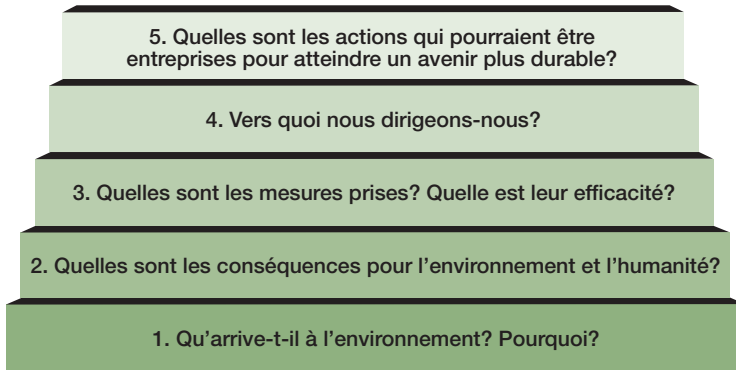 5. Quelles sont les actions qui pourraient être
entreprises pour atteindre un avenir plus durable?
4. Vers quoi nous dirigeons-nous?
3. Quelles sont les mesures prises? Quelle est leur efficacité?
2. Quelles sont les conséquences pour l’environnement et l’humanité?
1. Qu’arrive-t-il à l’environnement? Pourquoi?